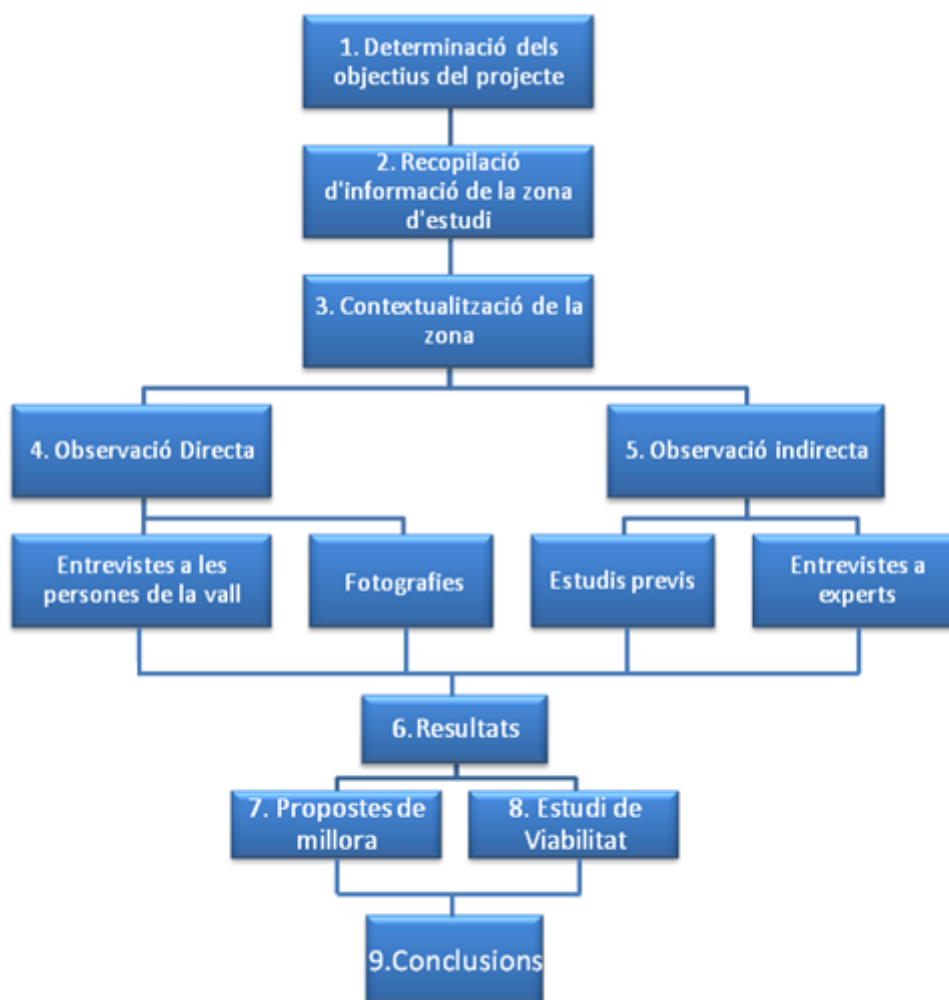 1. Determinació dels
objectius del projecte
2. Recopilació
d'informació de la zona
d'estudi
3. Contextualització de la
zona
4. Observació Directa
5. Observació indirecta
Entrevistes a les
persones de la vall
Fotografies
Estudis previs
Entrevistes a
experts
6.Resultats
7. Propostes de
millora
8. Estudi de
Viabilitat
9.Conclusions